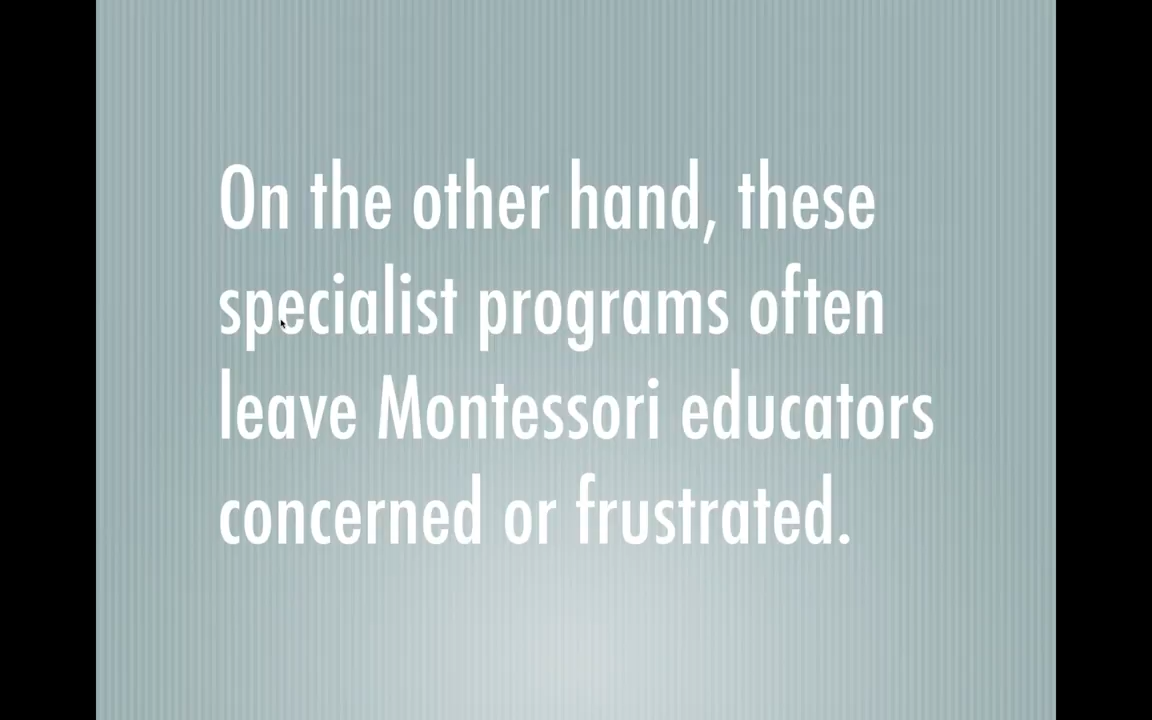 On the other hand, these
specialist programs often
leave Montessori educators
concerned or frustrated.